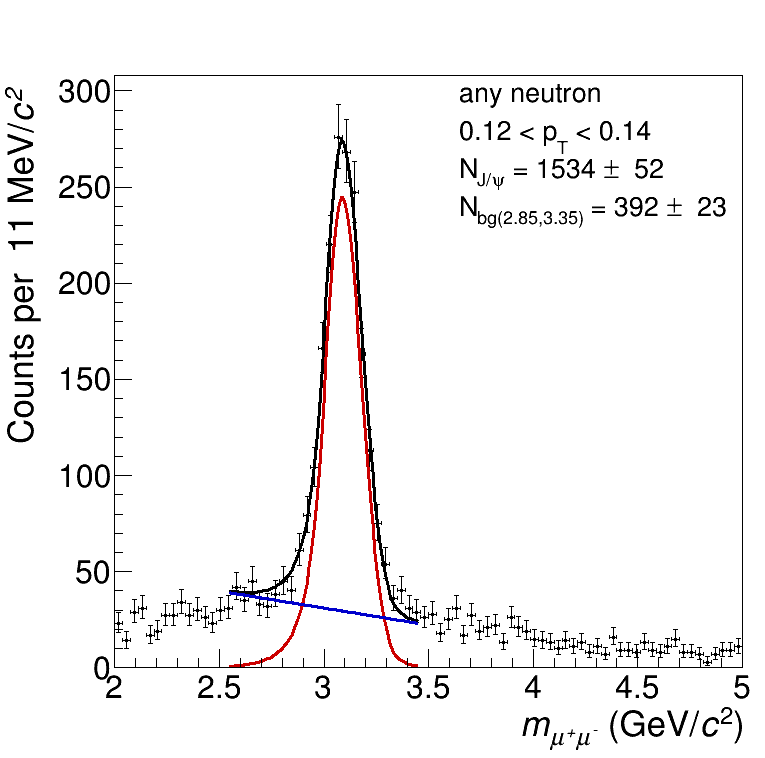 any neutron
0.12 < p_T < 0.14
N_J/ψ = 1534 ± 52
N_bg(2.85,3.35) = 392 ± 23
Counts per 11 MeV/c²
300
250
200
150
100
50
0
2 2.5 3 3.5 4 4.5 5
m_μ⁺μ⁻ (GeV/c²)